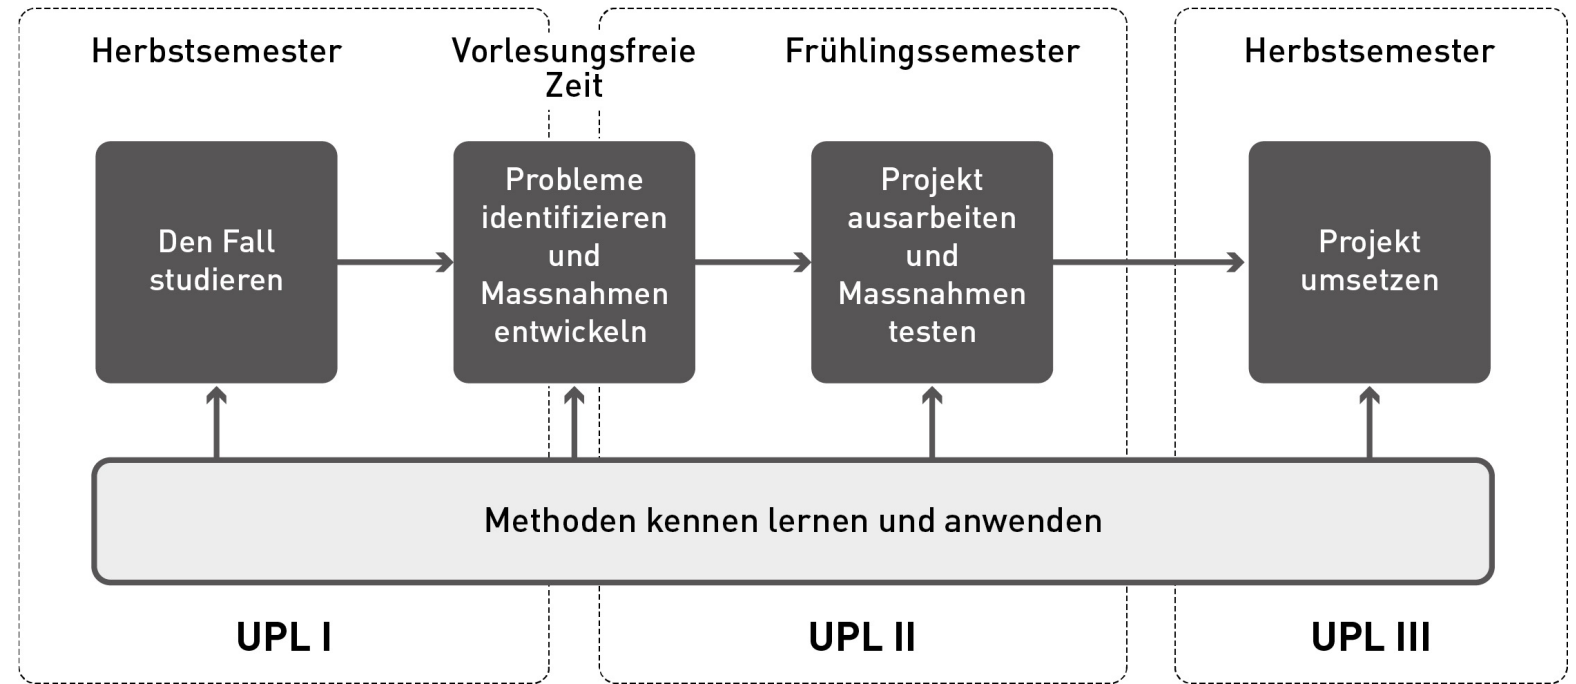 Herbstsemester
Vorlesungsfreie
Zeit
Frühlingssemester
Herbstsemester
Den Fall
studieren
Probleme
identifizieren
und
Massnahmen
entwickeln
Projekt
ausarbeiten
und
Massnahmen
testen
Projekt
umsetzen
Methoden kennen lernen und anwenden
UPL I
UPL II
UPL III